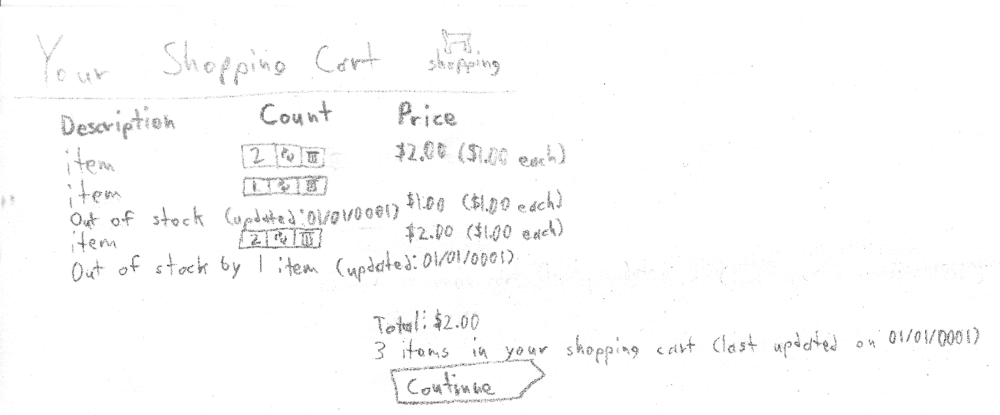 Your Shopping Cart shopping
Description Count Price
item 2 $2.00 ($1.00 each)
item 1 $1.00 ($1.00 each)
Out of stock (updated: 01/01/0001)
item 2 $2.00 ($1.00 each)
Out of stock by 1 item (updated: 01/01/0001)
Total: $2.00
3 items in your shopping cart (last updated on 01/01/0001)
Continue